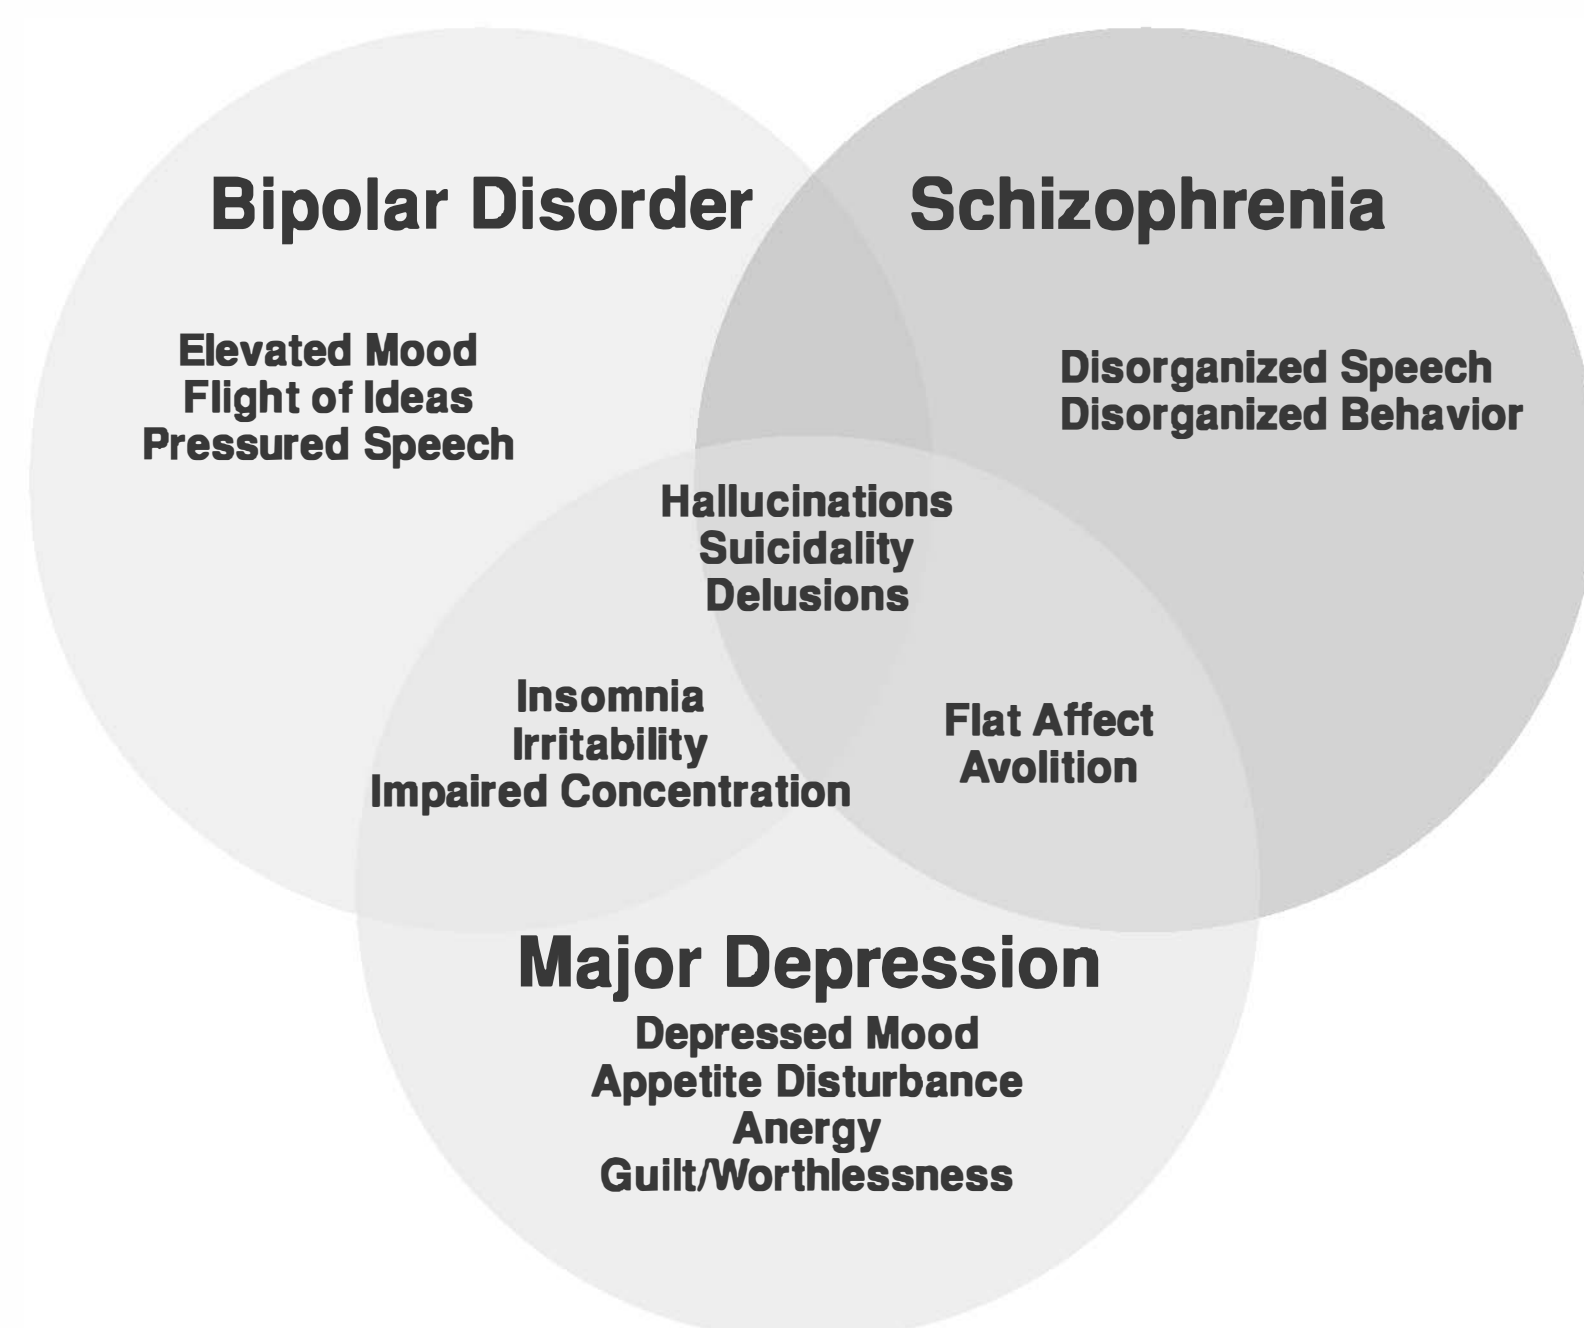 Bipolar Disorder
Schizophrenia
Elevated Mood
Flight of Ideas
Pressured Speech
Disorganized Speech
Disorganized Behavior
Hallucinations
Suicidality
Delusions
Insomnia
Irritability
Impaired Concentration
Flat Affect
Avolition
Major Depression
Depressed Mood
Appetite Disturbance
Anergy
Guilt/Worthlessness